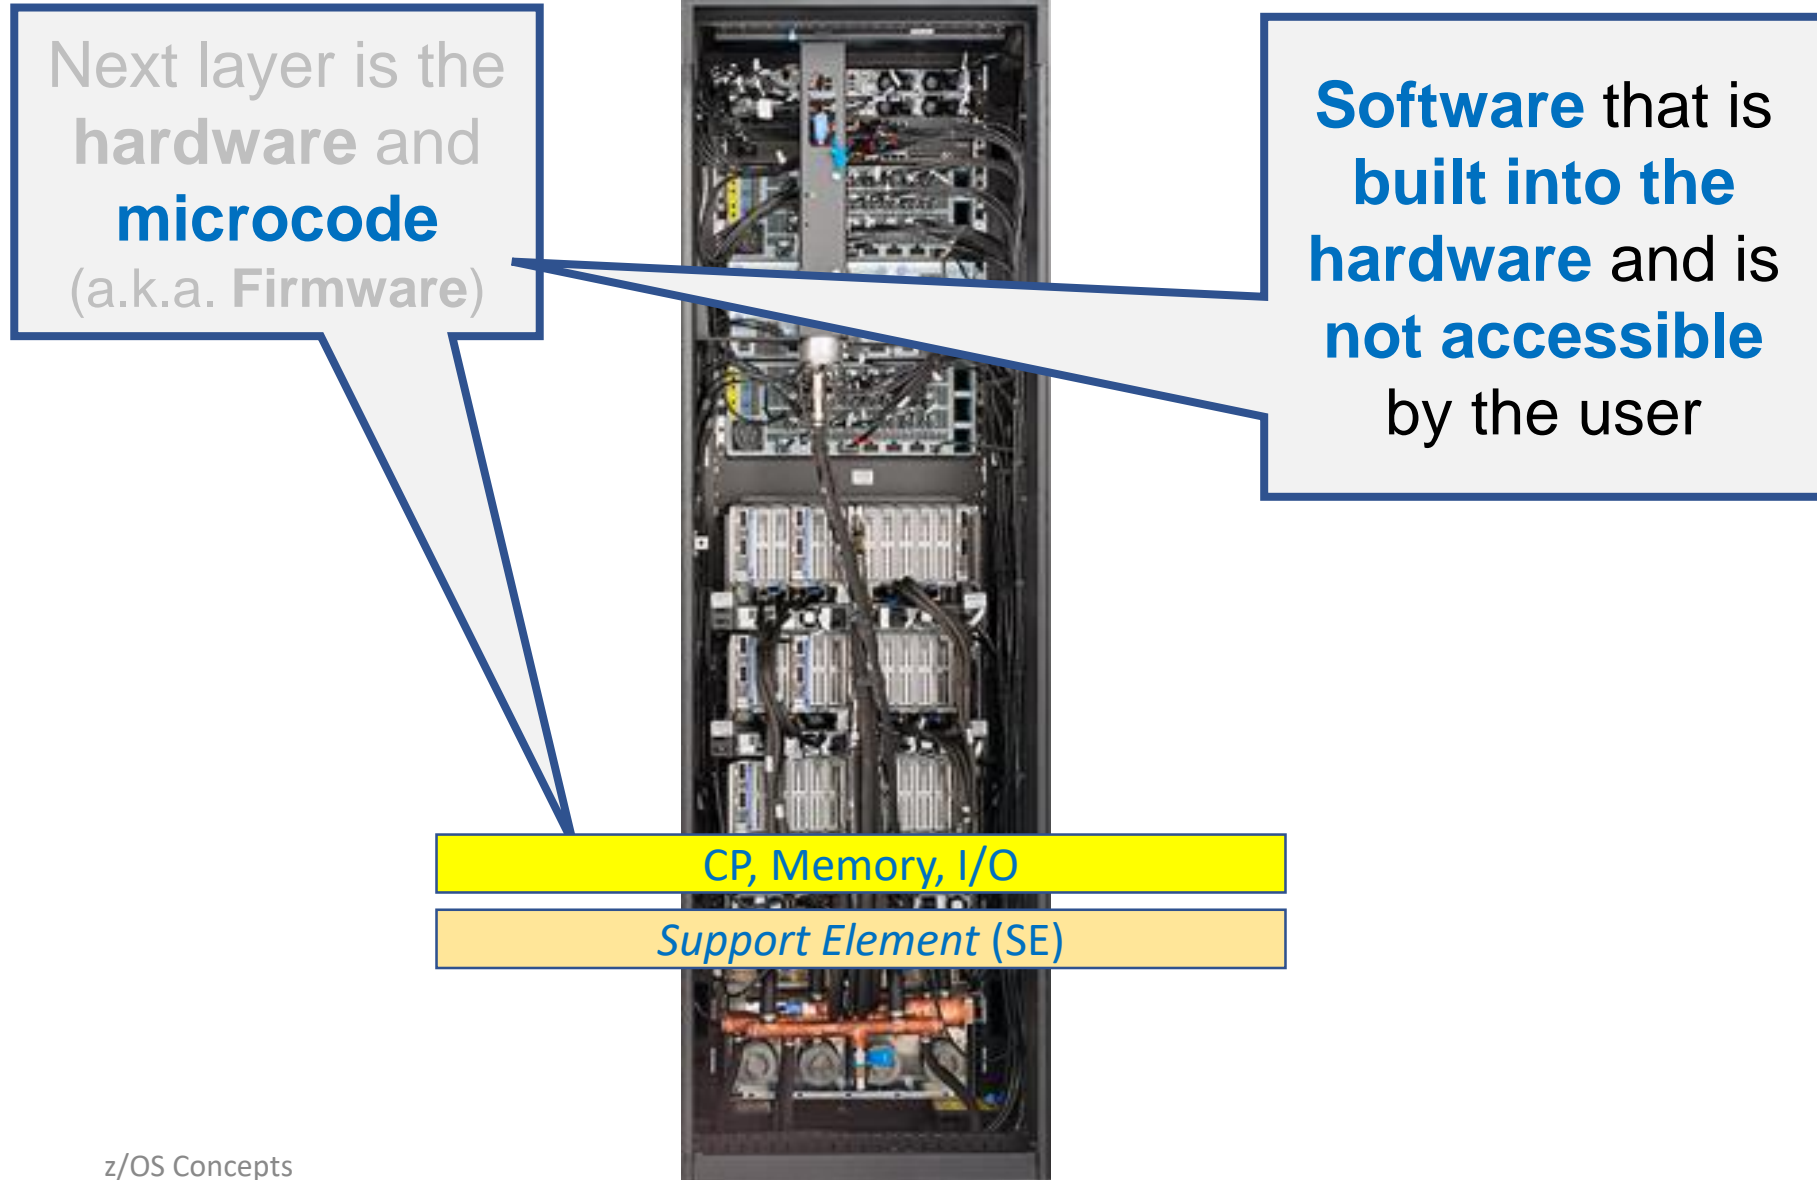 Next layer is the
hardware and
microcode
(a.k.a. Firmware)
Software that is
built into the
hardware and is
not accessible
by the user
CP, Memory, I/O
Support Element (SE)
z/OS Concepts